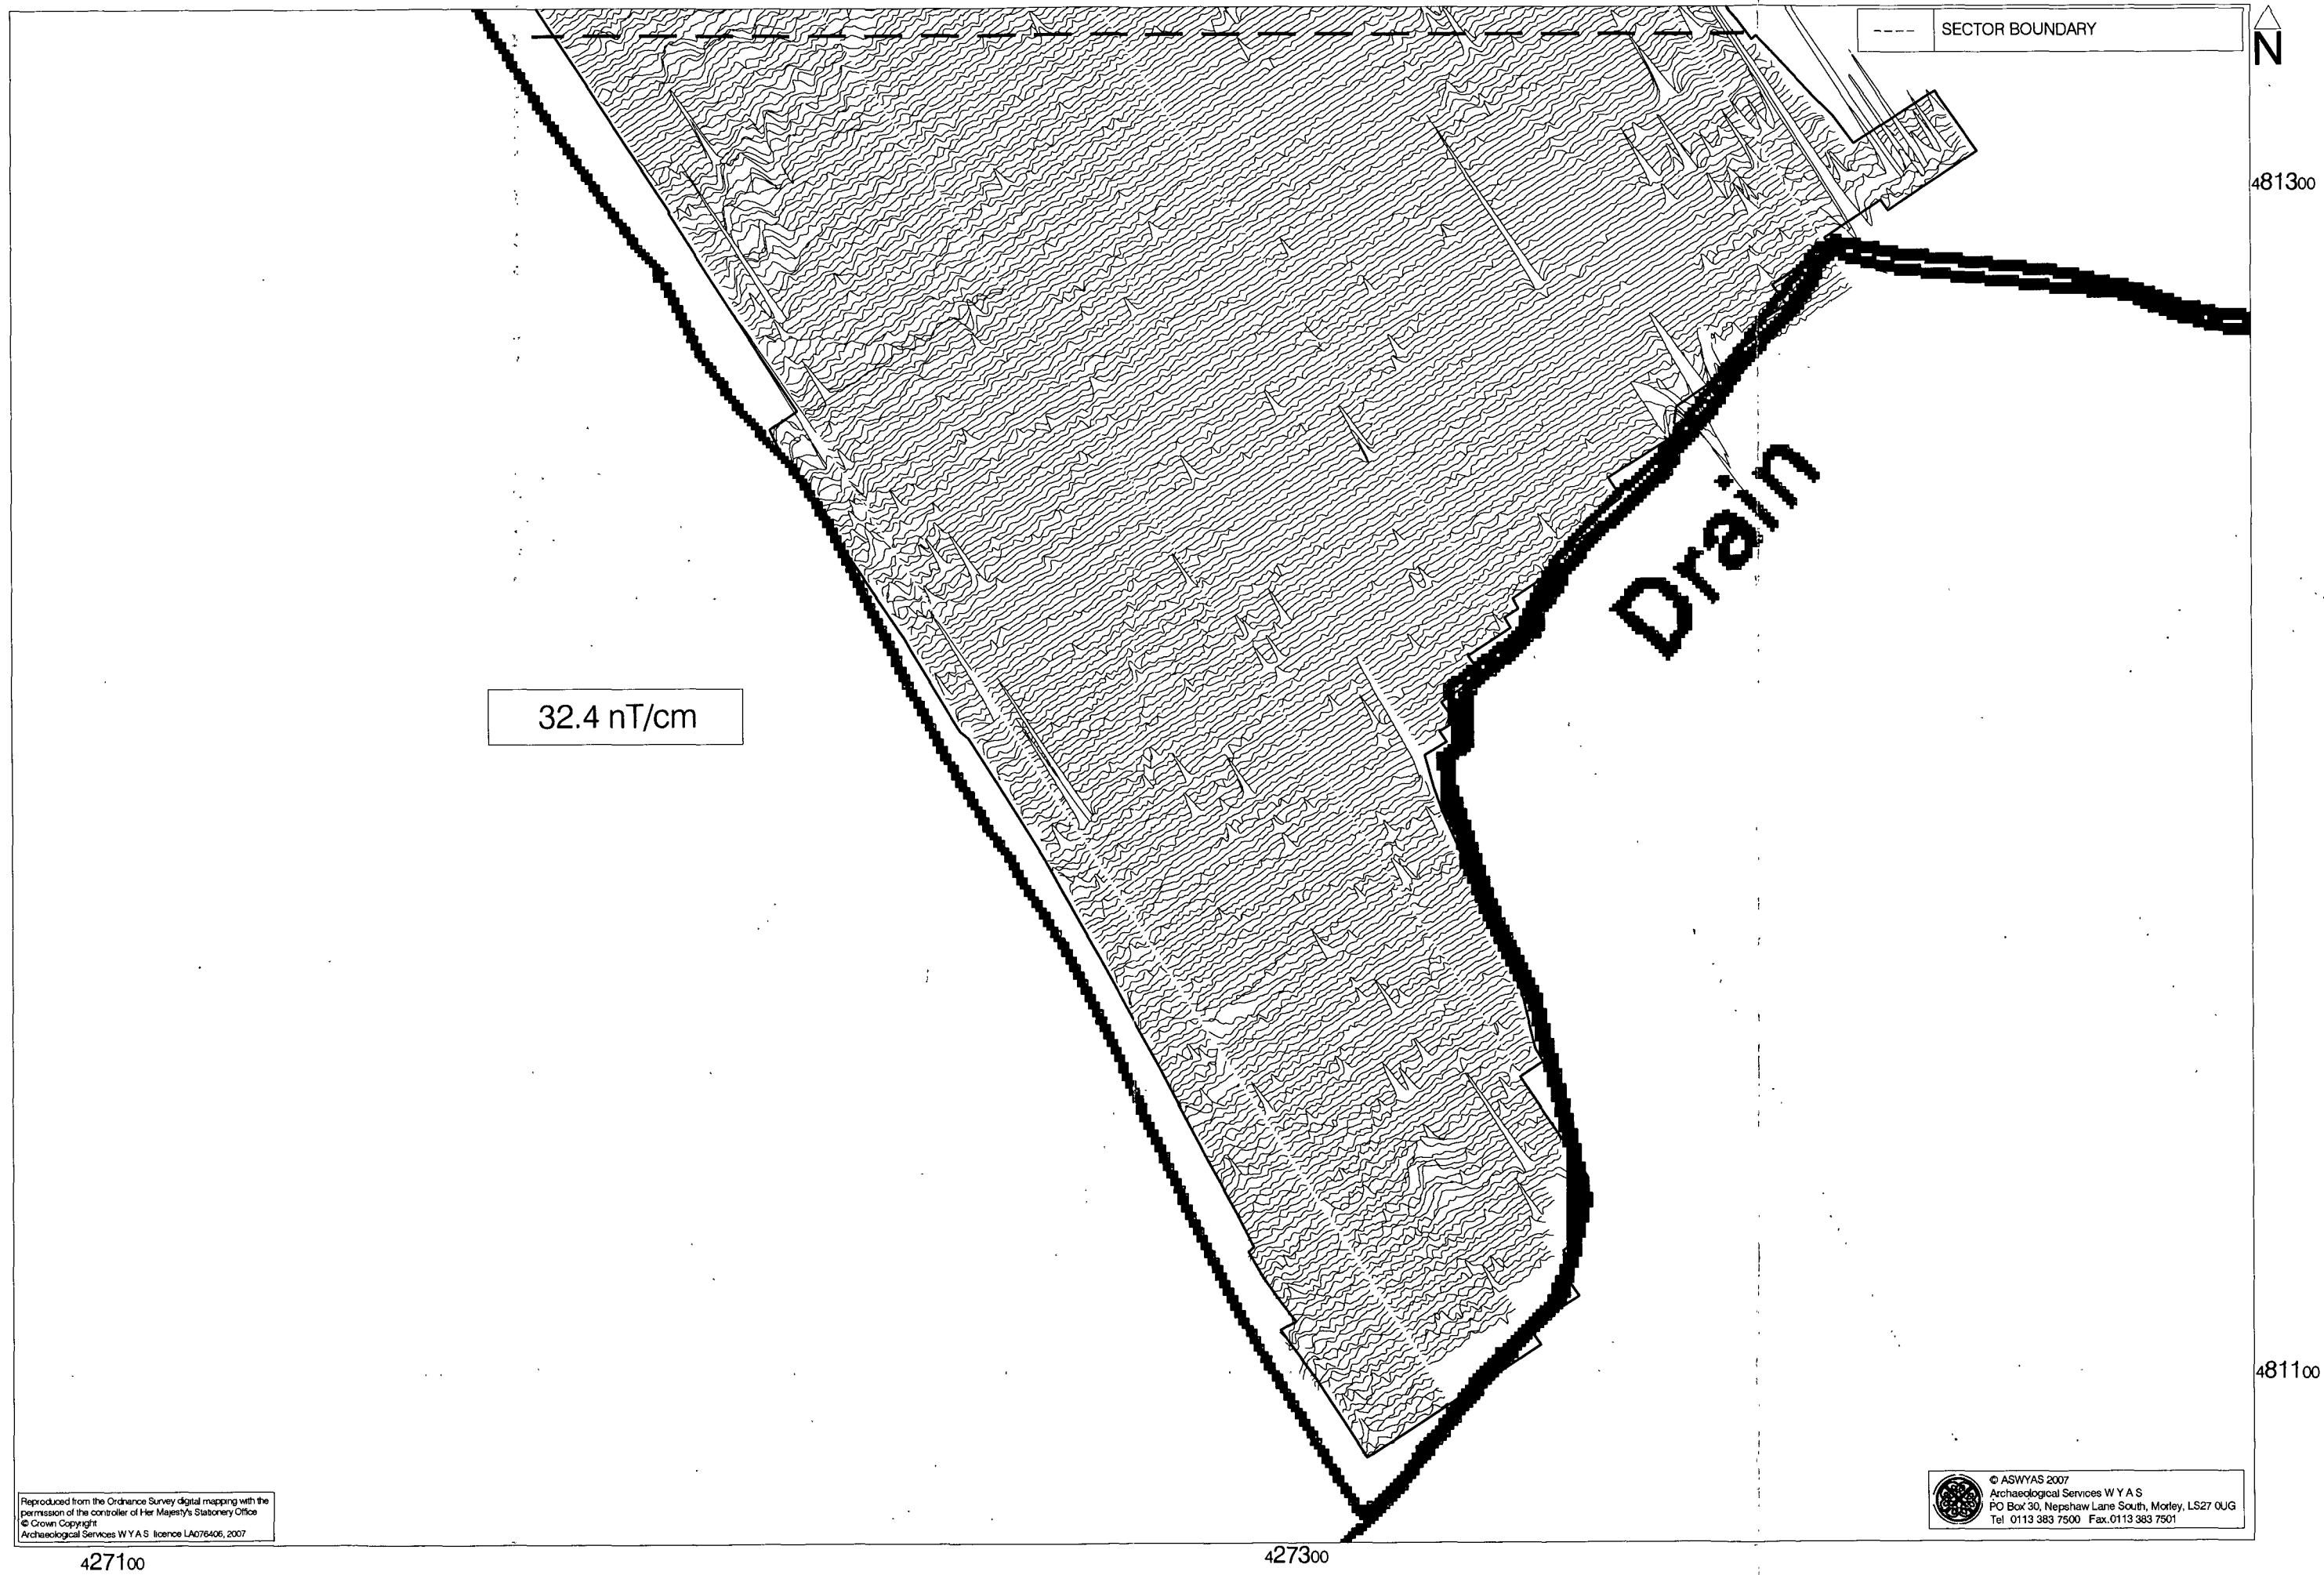 SECTOR BOUNDARY
N
481300
Drain
32.4 nT/cm
481100
Reproduced from the Ordnance Survey digital mapping with the
permission of the controller of Her Majesty's Stationery Office
© Crown Copyright
Archaeological Services W Y A S licence LA076406, 2007
© ASWYAS 2007
Archaeological Services W Y A S
PO Box 30, Nepshaw Lane South, Morley, LS27 0UG
Tel 0113 383 7500 Fax.0113 383 7501
427100
427300